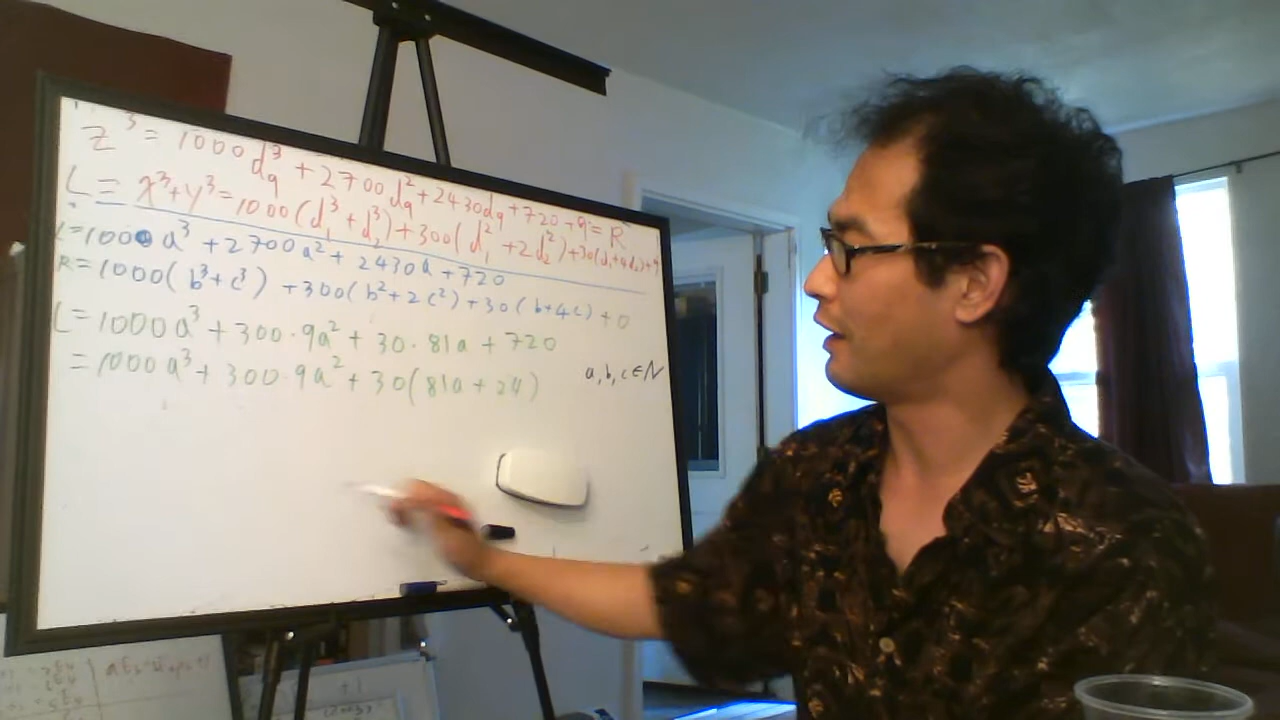 z³ = 1000d₉³ + 2700d₉² + 2430d₉ + 720 + 9 = R
L = x³+y³ = 1000(d₁³ + d₂³) + 300(d₁² + 2d₂²) + 30(d₁+4d₂) + 9
L = 1000a³ + 2700a² + 2430a + 720
R = 1000(b³+c³) + 300(b²+2c²) + 30(b+4c) + 0
L = 1000a³ + 300·9a² + 30·81a + 720
= 1000a³ + 300·9a² + 30(81a + 24)
a,b,c ∈ N